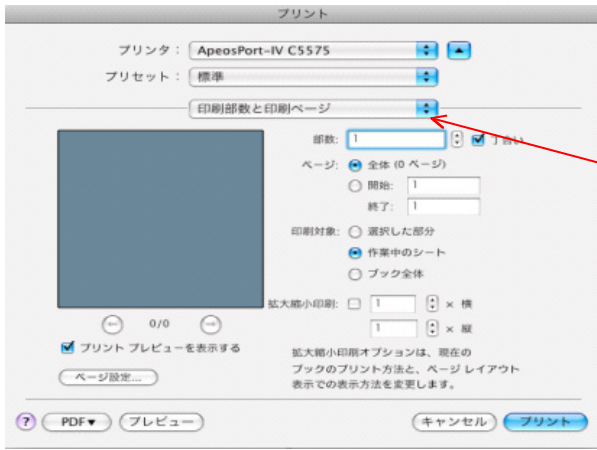 プリント
プリンタ： ApeosPort-IV C5575
プリセット： 標準
印刷部数と印刷ページ
部数： 1 丁合い
ページ： 全体 (0 ページ)
開始： 1
終了： 1
印刷対象： 選択した部分
作業中のシート
ブック全体
拡大縮小印刷： 1 × 横
1 × 縦
0/0
プリント プレビューを表示する
ページ設定...
拡大縮小印刷オプションは、現在の
ブックのプリント方法と、ページ レイアウト
表示での表示方法を変更します。
? PDF▼ プレビュー キャンセル プリント